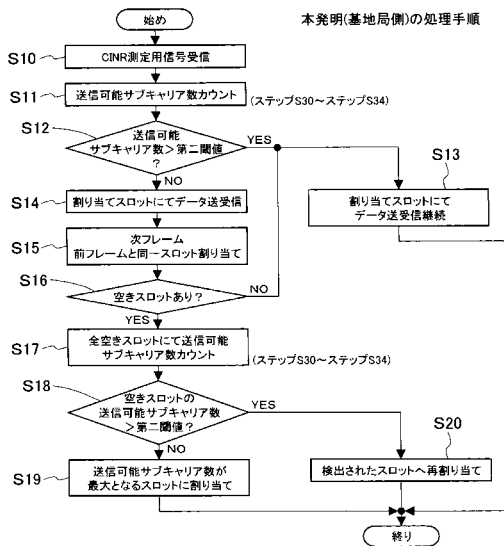 本発明(基地局側)の処理手順
始め
S10
CINR測定用信号受信
S11
送信可能サブキャリア数カウント
(ステップS30～ステップS34)
S12
送信可能
サブキャリア数＞第二閾値
？
YES
NO
S13
割り当てスロットにて
データ送受信継続
S14
割り当てスロットにてデータ送受信
S15
次フレーム
前フレームと同一スロット割り当て
S16
空きスロットあり？
NO
YES
S17
全空きスロットにて送信可能
サブキャリア数カウント
(ステップS30～ステップS34)
S18
空きスロットの
送信可能サブキャリア数
＞第二閾値？
YES
NO
S19
送信可能サブキャリア数が
最大となるスロットに割り当て
S20
検出されたスロットへ再割り当て
終り